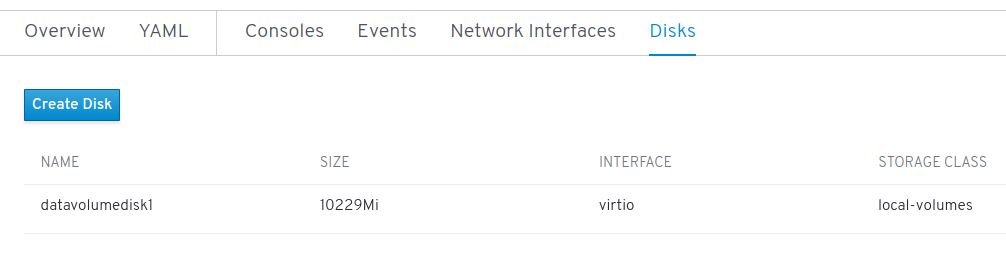 Overview YAML Consoles Events Network Interfaces Disks
Create Disk
NAME SIZE INTERFACE STORAGE CLASS
datavolumedisk1 10229Mi virtio local-volumes